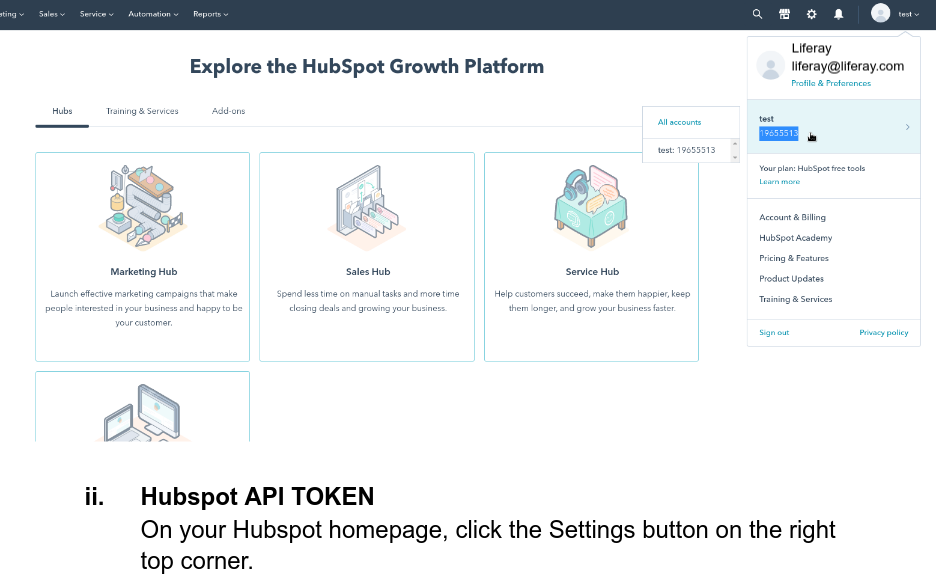 eting Sales Service Automation Reports test
Liferay
liferay@liferay.com
Profile & Preferences
Explore the HubSpot Growth Platform
Hubs Training & Services Add-ons
All accounts
test: 19655513
test
19655513
Your plan: HubSpot free tools
Learn more
Account & Billing
HubSpot Academy
Pricing & Features
Product Updates
Training & Services
Sign out Privacy policy
Marketing Hub
Launch effective marketing campaigns that make
people interested in your business and happy to be
your customer.
Sales Hub
Spend less time on manual tasks and more time
closing deals and growing your business.
Service Hub
Help customers succeed, make them happier, keep
them longer, and grow your business faster.
ii. Hubspot API TOKEN
On your Hubspot homepage, click the Settings button on the right
top corner.